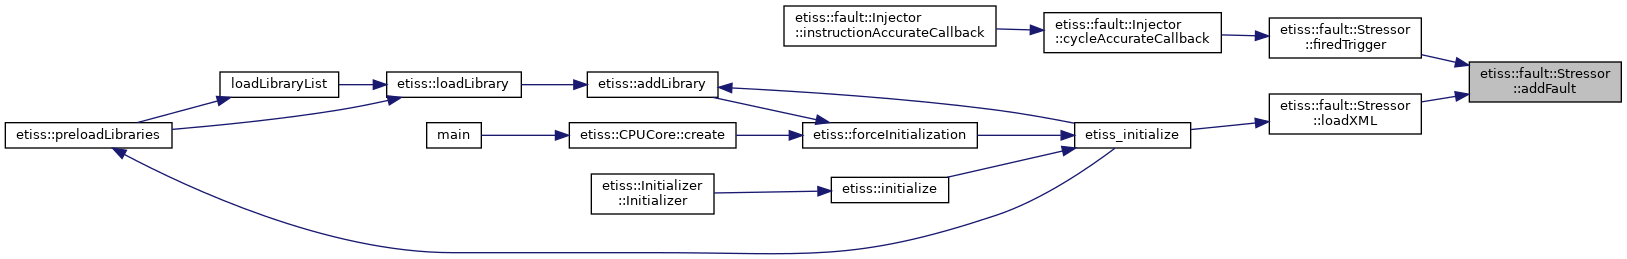 etiss::fault::Injector
::instructionAccurateCallback
etiss::fault::Injector
::cycleAccurateCallback
etiss::fault::Stressor
::firedTrigger
etiss::fault::Stressor
::addFault
loadLibraryList
etiss::loadLibrary
etiss::addLibrary
etiss::fault::Stressor
::loadXML
etiss::preloadLibraries
main
etiss::CPUCore::create
etiss::forceInitialization
etiss_initialize
etiss::Initializer
::Initializer
etiss::initialize